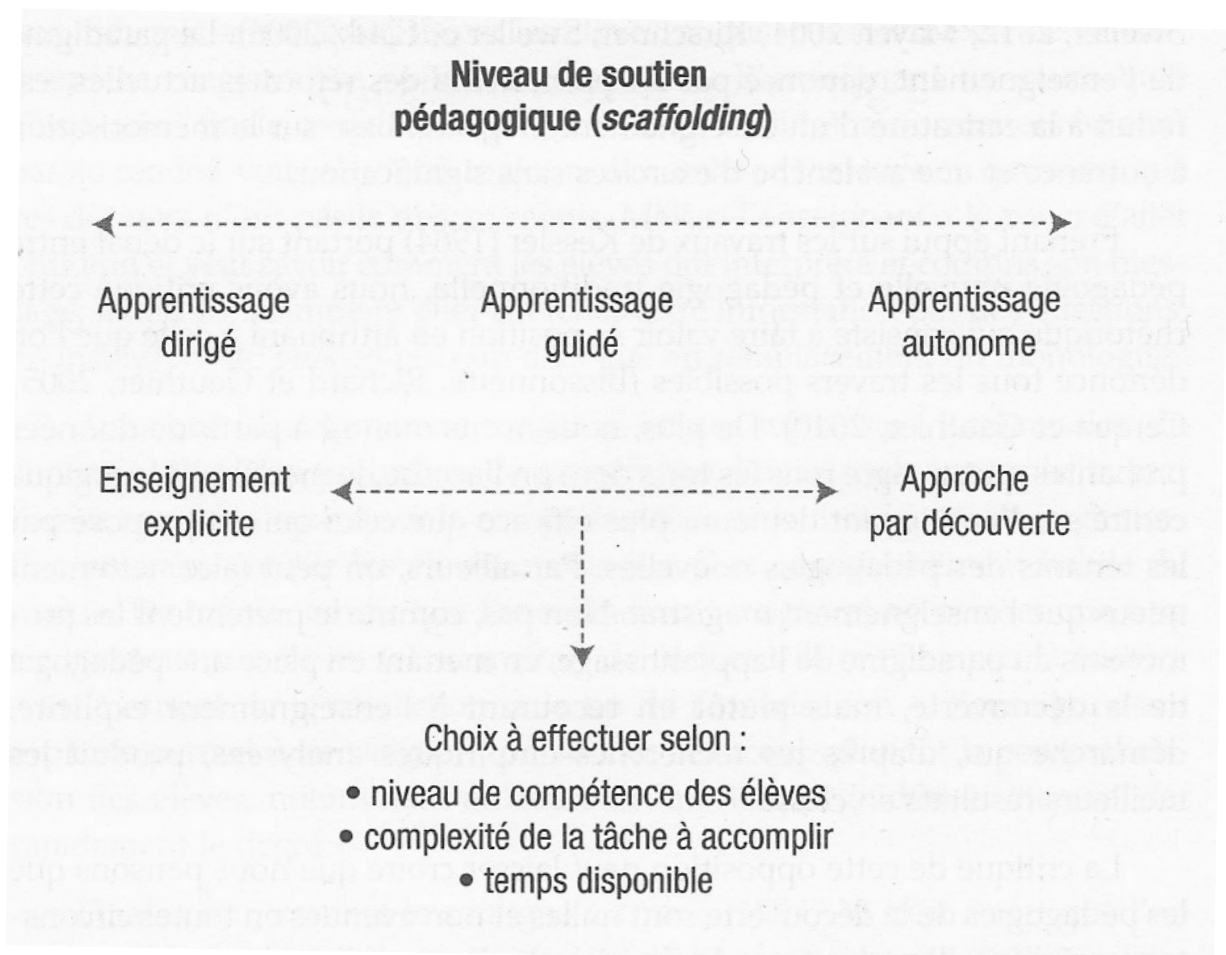 Niveau de soutien
pédagogique (scaffolding)
Apprentissage
dirigé
Apprentissage
guidé
Apprentissage
autonome
Enseignement
explicite
Approche
par découverte
Choix à effectuer selon :
• niveau de compétence des élèves
• complexité de la tâche à accomplir
• temps disponible